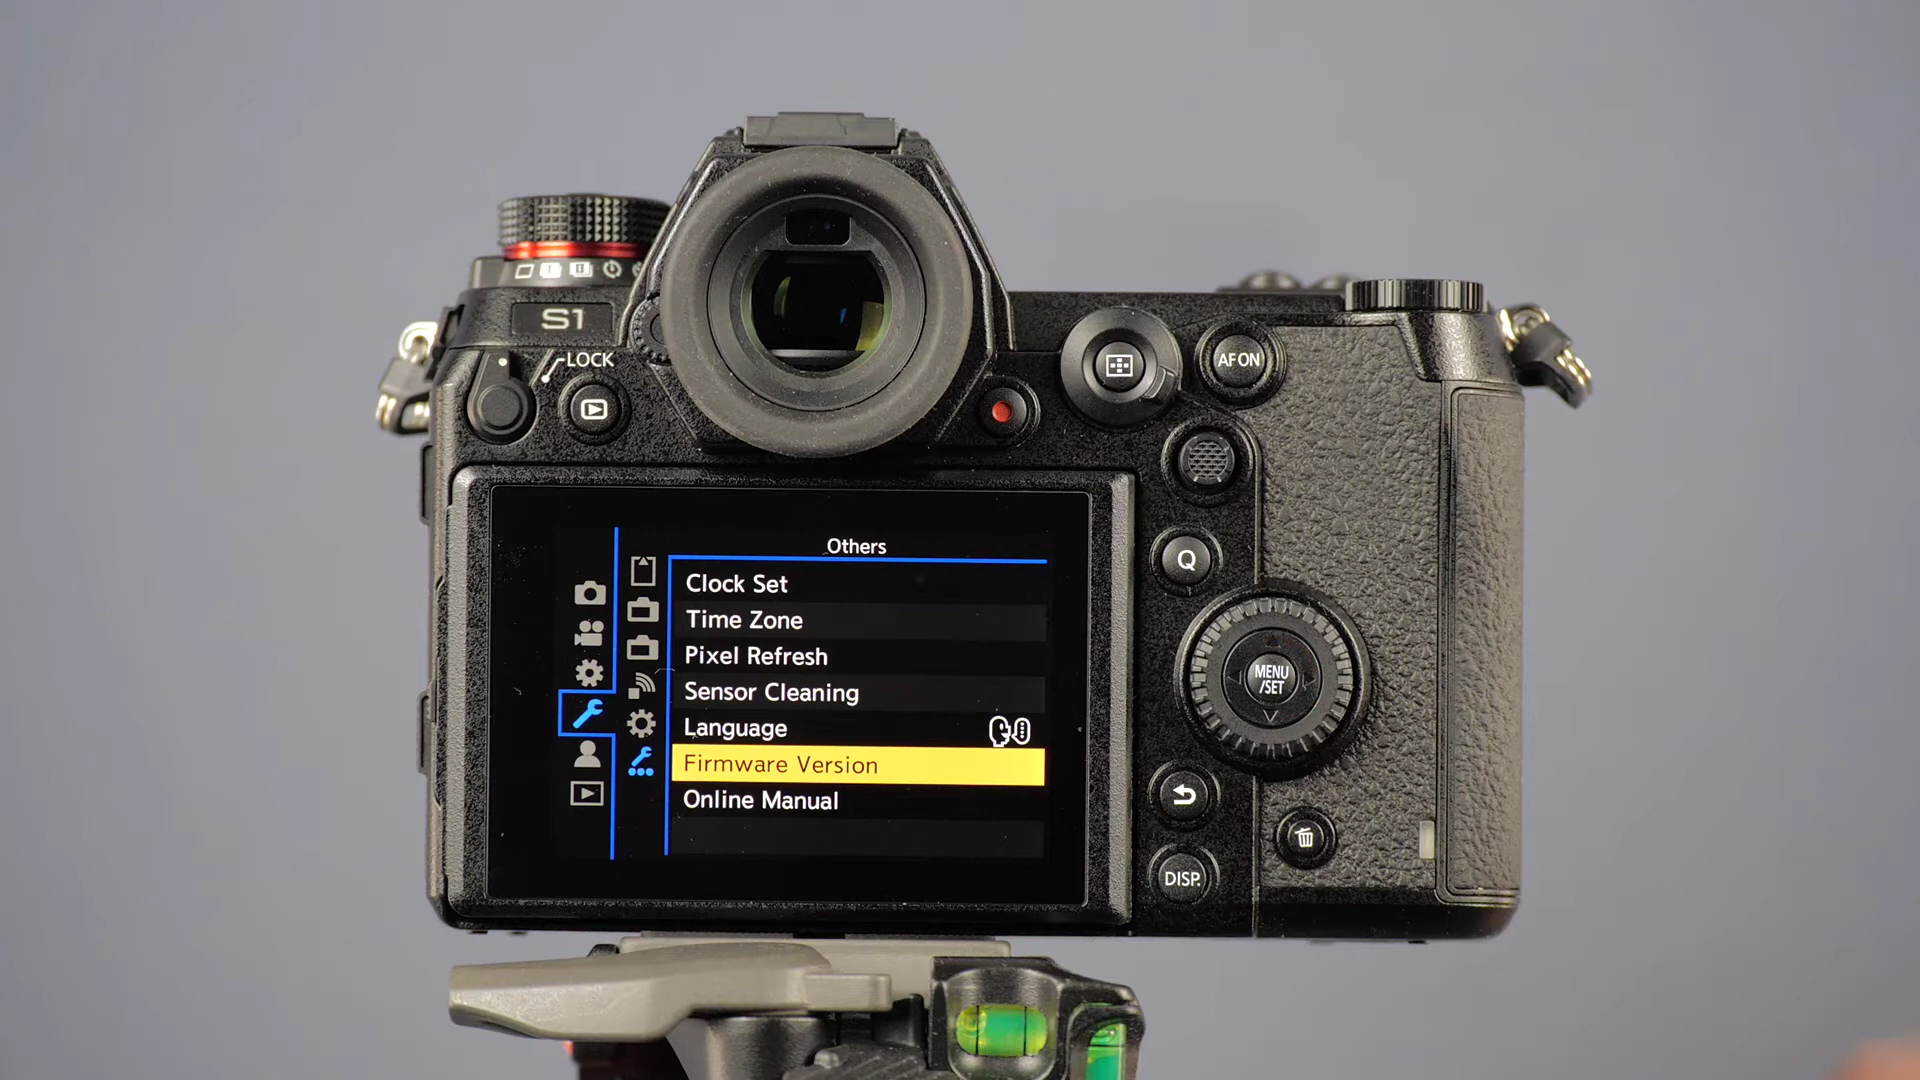 S1
LOCK
AF ON
Others
Clock Set
Time Zone
Pixel Refresh
Sensor Cleaning
Language
Firmware Version
Online Manual
Q
MENU
/SET
DISP.